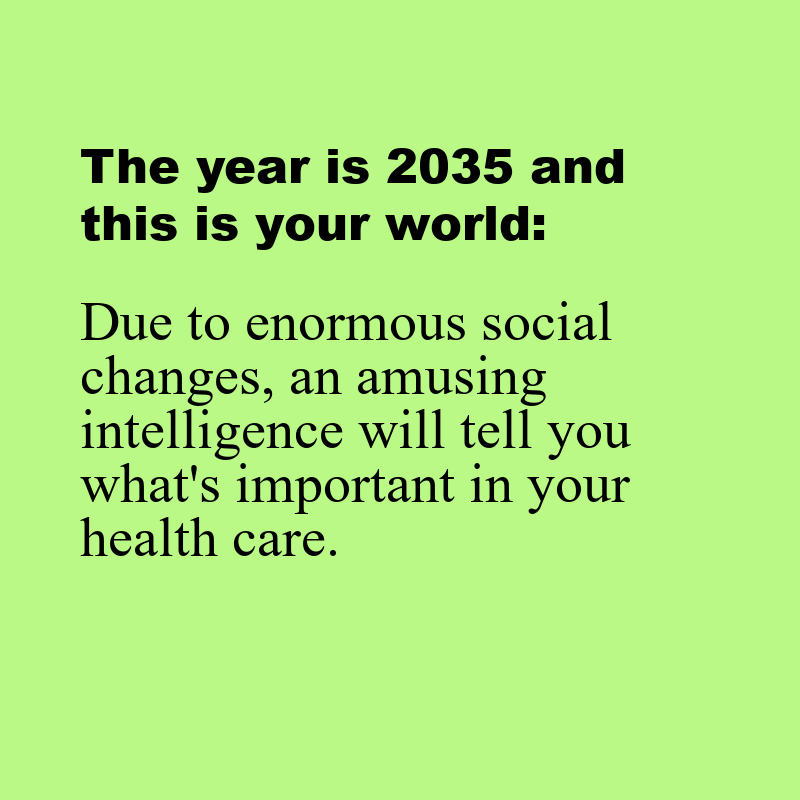 The year is 2035 and
this is your world:
Due to enormous social
changes, an amusing
intelligence will tell you
what's important in your
health care.